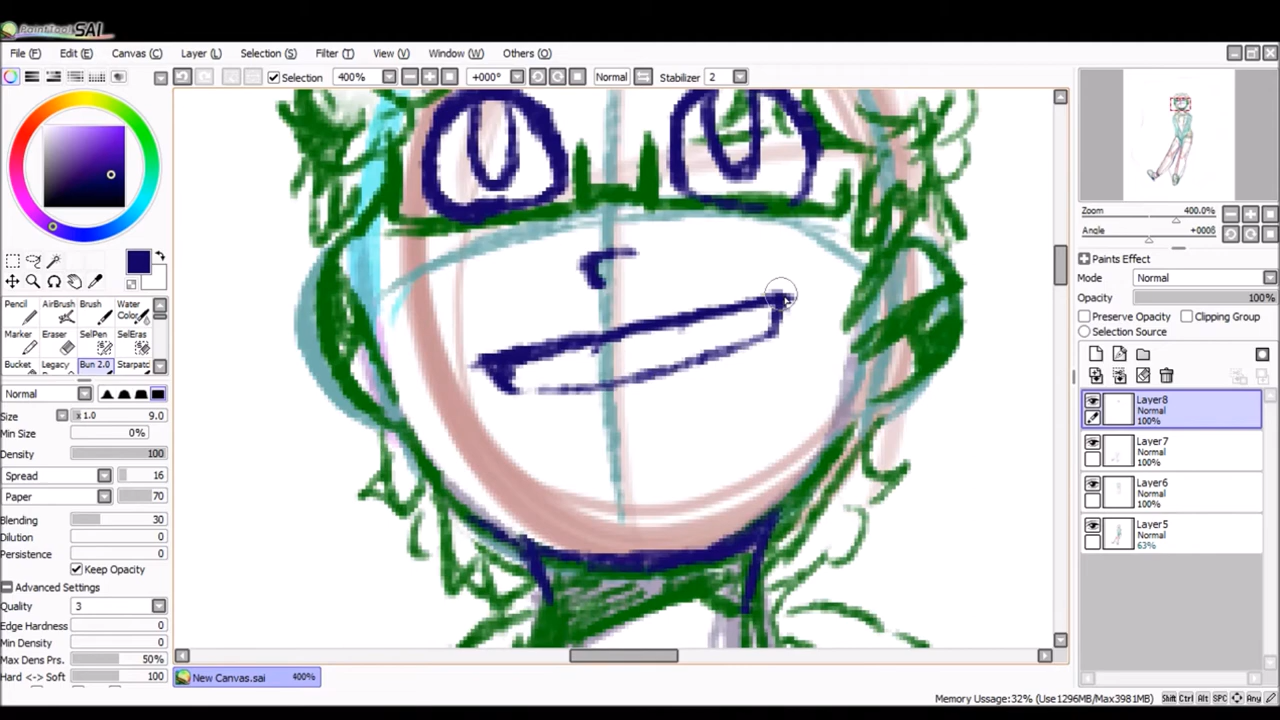 PaintTool SAI
File (F) Edit (E) Canvas (C) Layer (L) Selection (S) Filter (T) View (V) Window (W) Others (O)
Selection 400% +000° Normal Stabilizer 2
Zoom 400.0%
Angle +000ß
Paints Effect
Mode Normal
Opacity 100%
Preserve Opacity Clipping Group
Selection Source
Pencil AirBrush Brush Water Color
Marker Eraser SelPen SelEras
Bucket Legacy Bun 2.0 Starpatc
Normal
Size x 1.0 9.0
Min Size 0%
Density 100
Spread 16
Paper 70
Blending 30
Dilution 0
Persistence 0
Keep Opacity
Advanced Settings
Quality 3
Edge Hardness 0
Min Density 0
Max Dens Prs. 50%
Hard <-> Soft 100
Layer8
Normal
100%
Layer7
Normal
100%
Layer6
Normal
100%
Layer5
Normal
63%
New Canvas.sai 400%
Memory Ussage:32% (Use1296MB/Max3981MB) Shift Ctrl Alt SPC Any